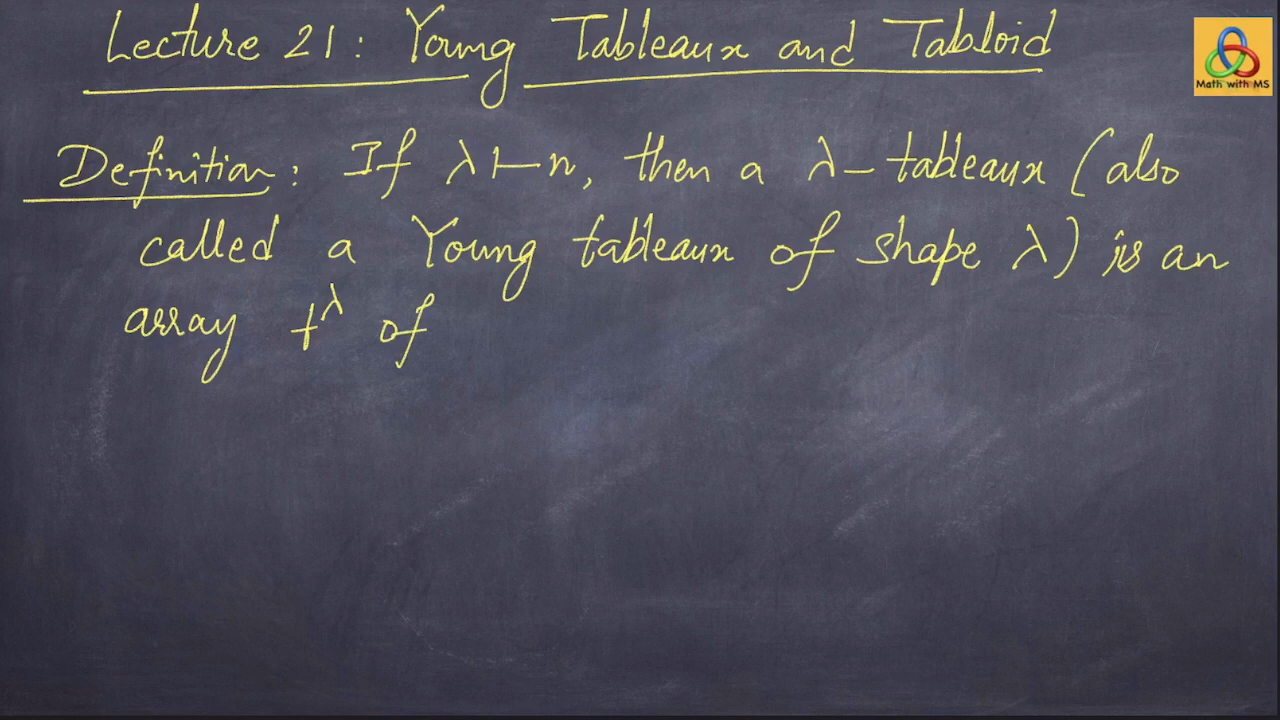 Lecture 21: Young Tableaux and Tabloid
Math with MS
Definition: If λ⊢n, then a λ-tableaux (also
called a Young tableaux of shape λ) is an
array t^λ of